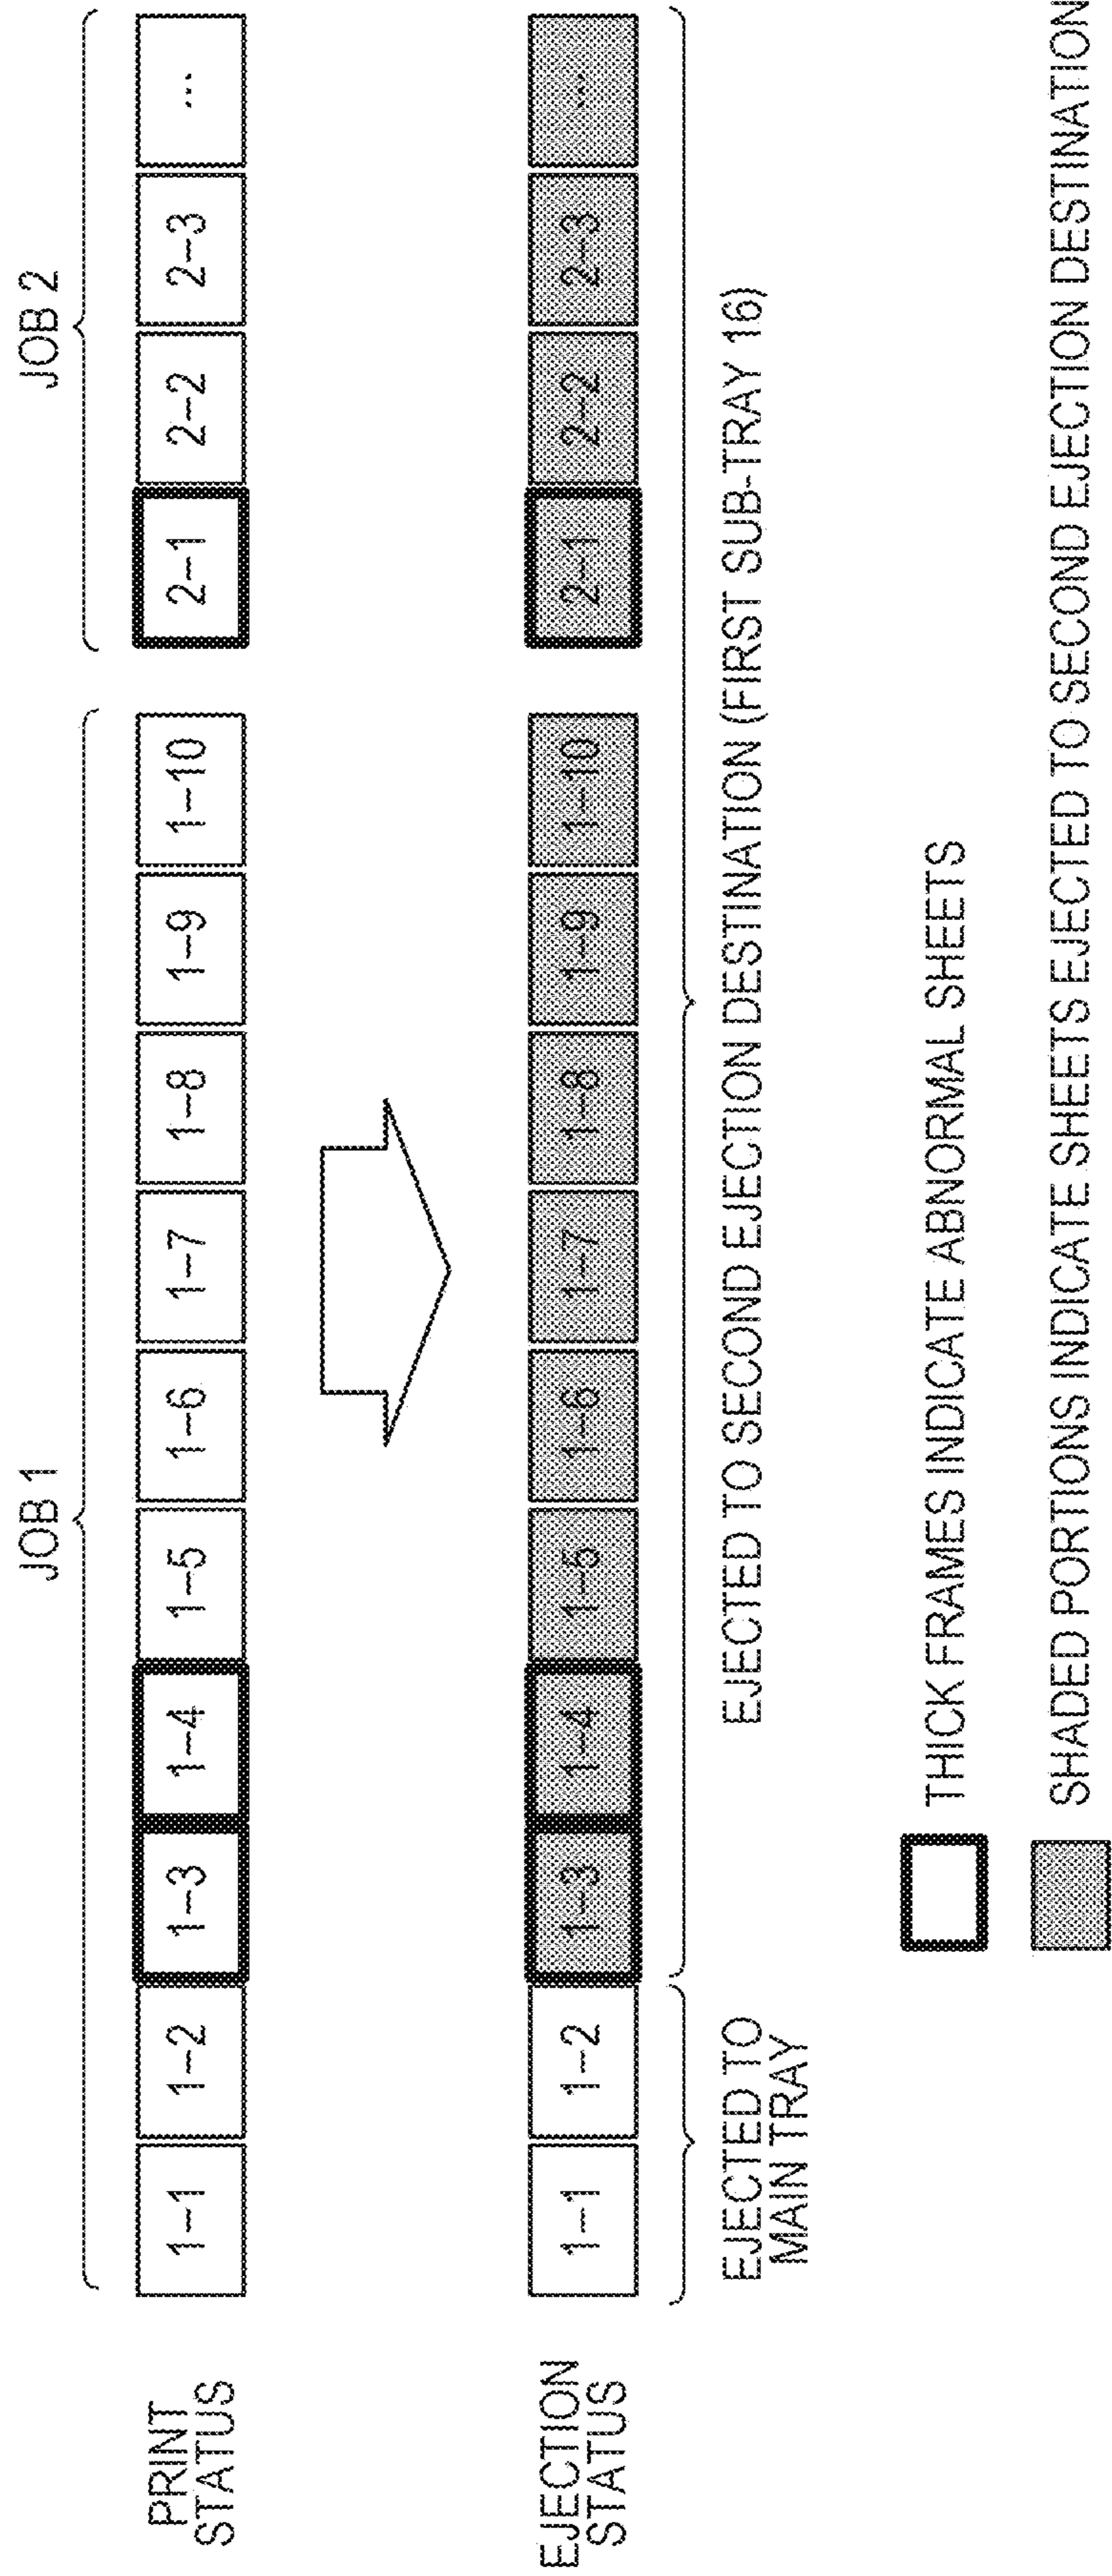 JOB 1
JOB 2
PRINT
STATUS
1-1
1-2
1-3
1-4
1-5
1-6
1-7
1-8
1-9
1-10
2-1
2-2
2-3
...
EJECTION
STATUS
1-1
1-2
1-3
1-4
1-5
1-6
1-7
1-8
1-9
1-10
2-1
2-2
2-3
...
EJECTED TO
MAIN TRAY
EJECTED TO SECOND EJECTION DESTINATION (FIRST SUB-TRAY 16)
THICK FRAMES INDICATE ABNORMAL SHEETS
SHADED PORTIONS INDICATE SHEETS EJECTED TO SECOND EJECTION DESTINATION